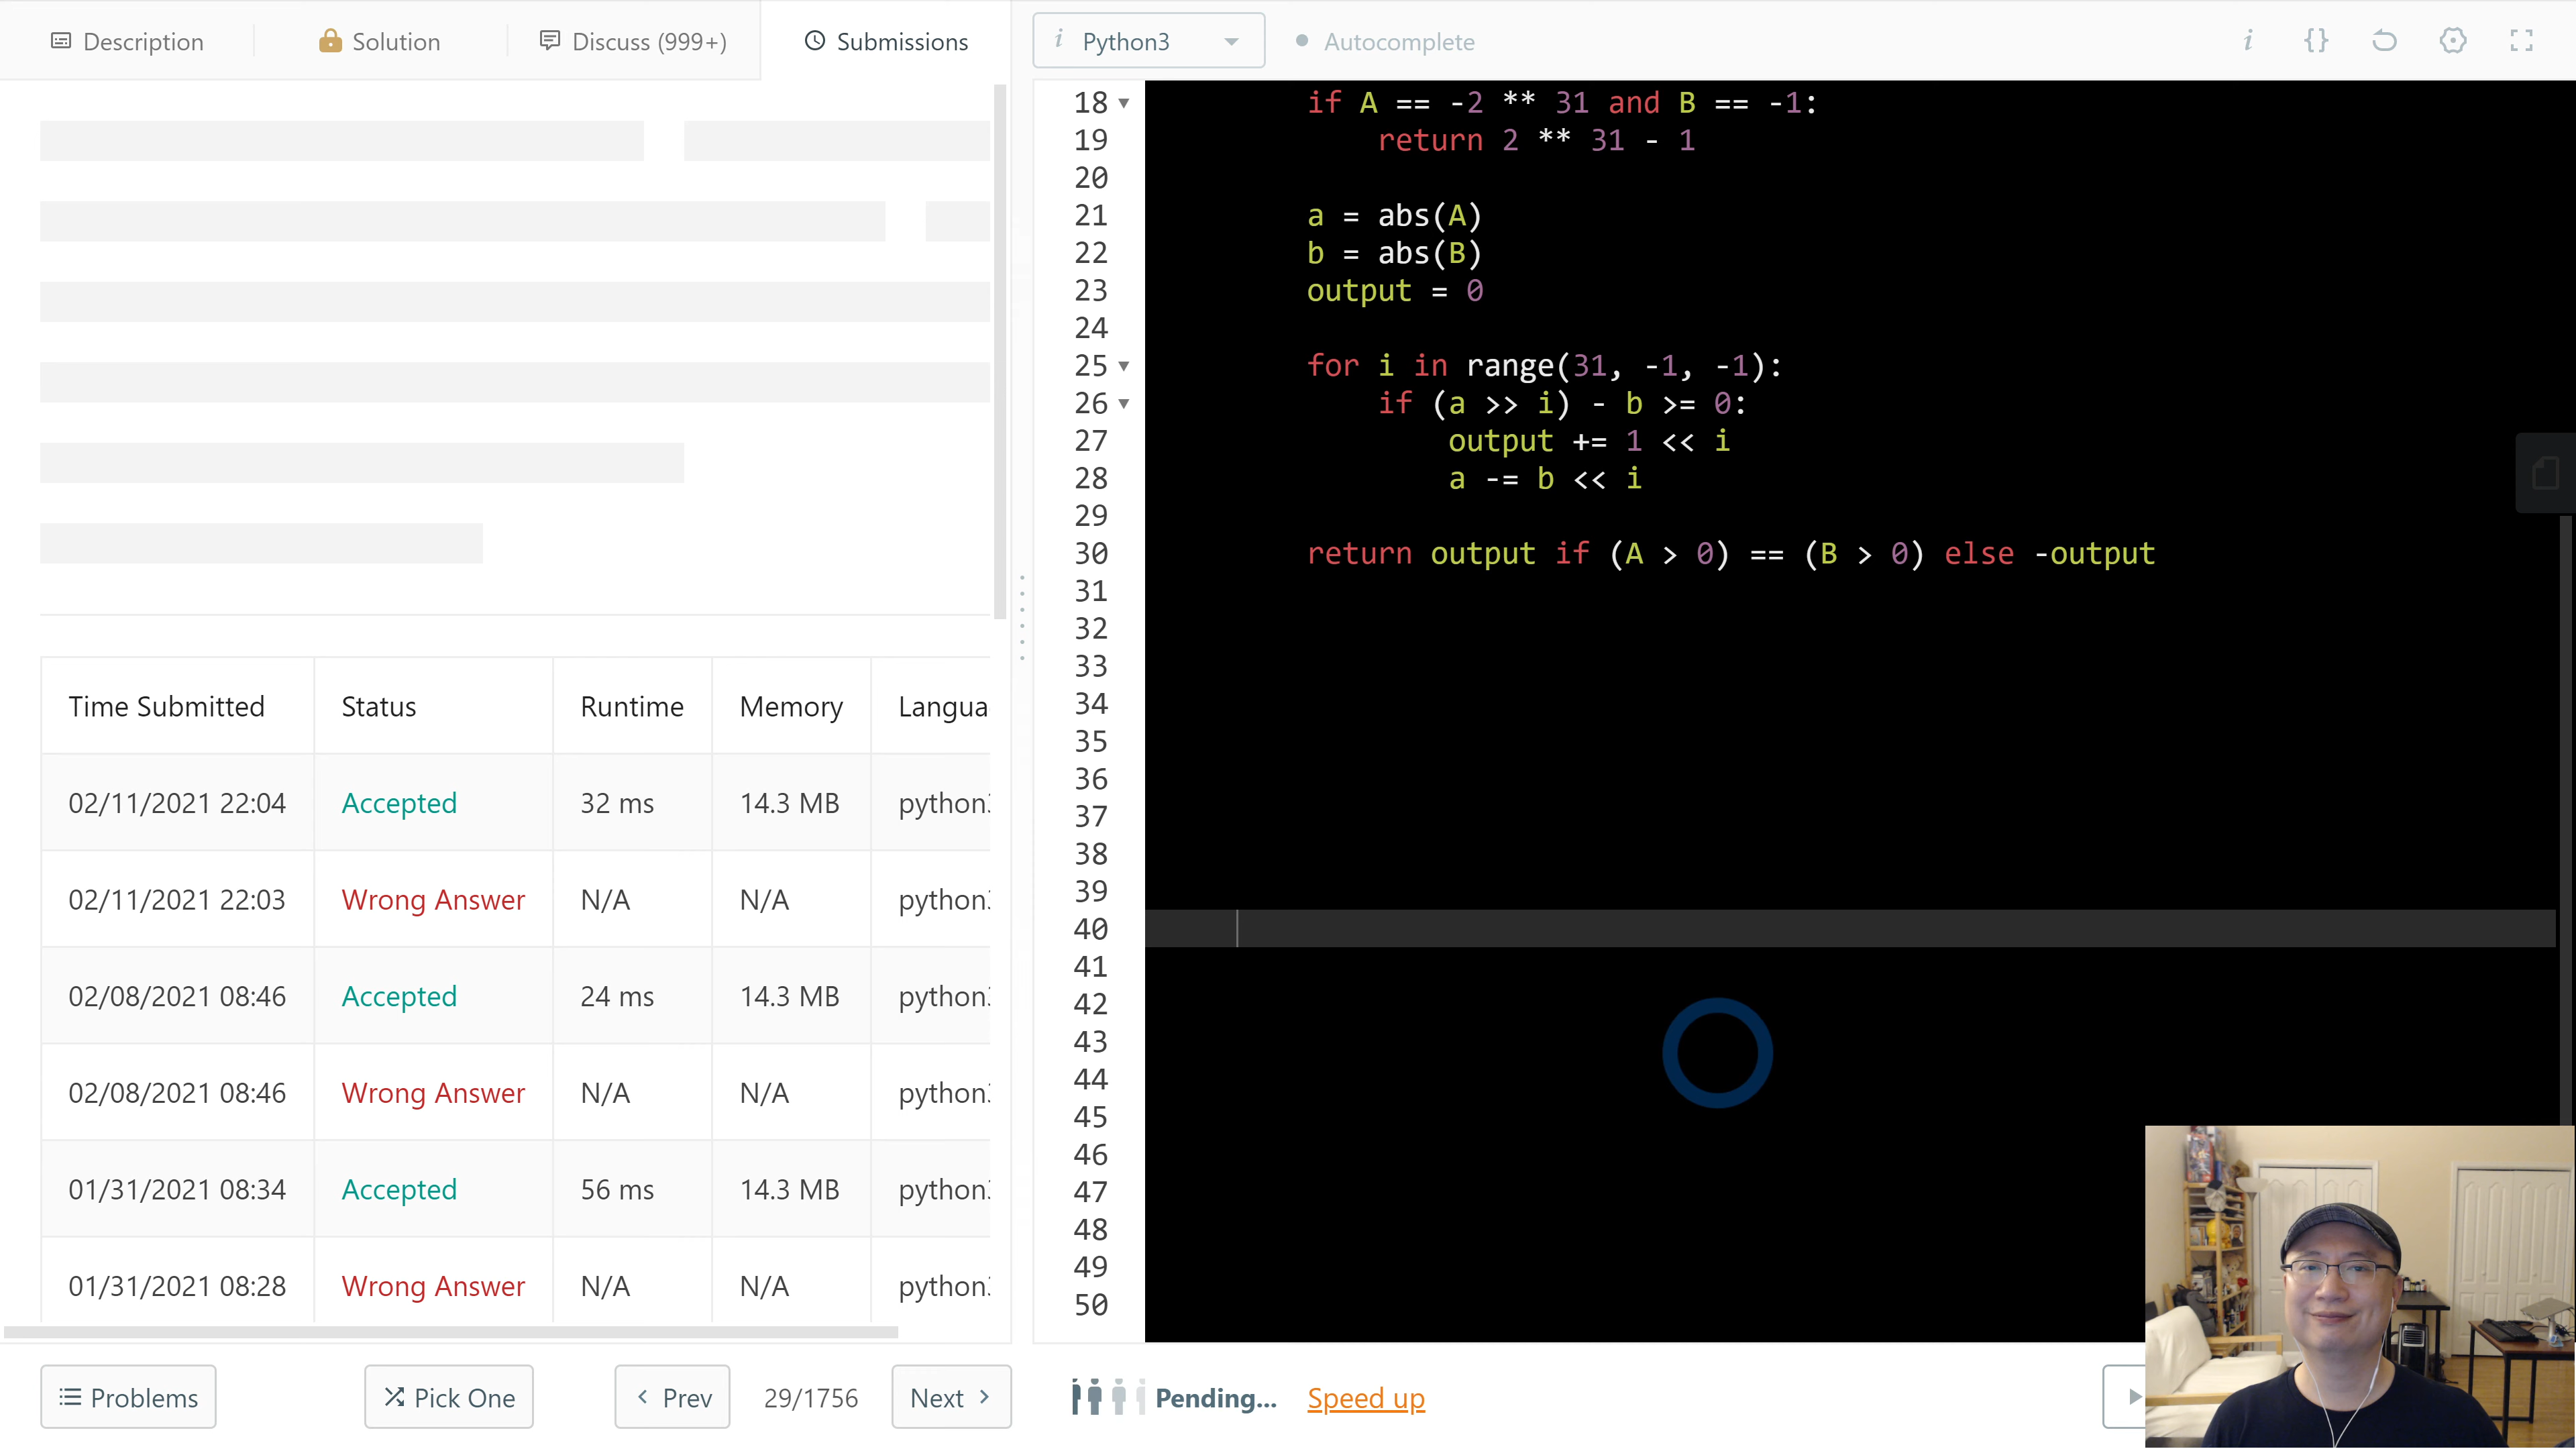 Description
Solution
Discuss (999+)
Submissions
i Python3
Autocomplete
i {}
18 if A == -2 ** 31 and B == -1:
19 return 2 ** 31 - 1
20
21 a = abs(A)
22 b = abs(B)
23 output = 0
24
25 for i in range(31, -1, -1):
26 if (a >> i) - b >= 0:
27 output += 1 << i
28 a -= b << i
29
30 return output if (A > 0) == (B > 0) else -output
31
32
33
34
35
36
37
38
39
40
41
42
43
44
45
46
47
48
49
50
Time Submitted Status Runtime Memory Langua
02/11/2021 22:04 Accepted 32 ms 14.3 MB python3
02/11/2021 22:03 Wrong Answer N/A N/A python3
02/08/2021 08:46 Accepted 24 ms 14.3 MB python3
02/08/2021 08:46 Wrong Answer N/A N/A python3
01/31/2021 08:34 Accepted 56 ms 14.3 MB python3
01/31/2021 08:28 Wrong Answer N/A N/A python3
Problems
Pick One
< Prev
29/1756
Next >
Pending...
Speed up